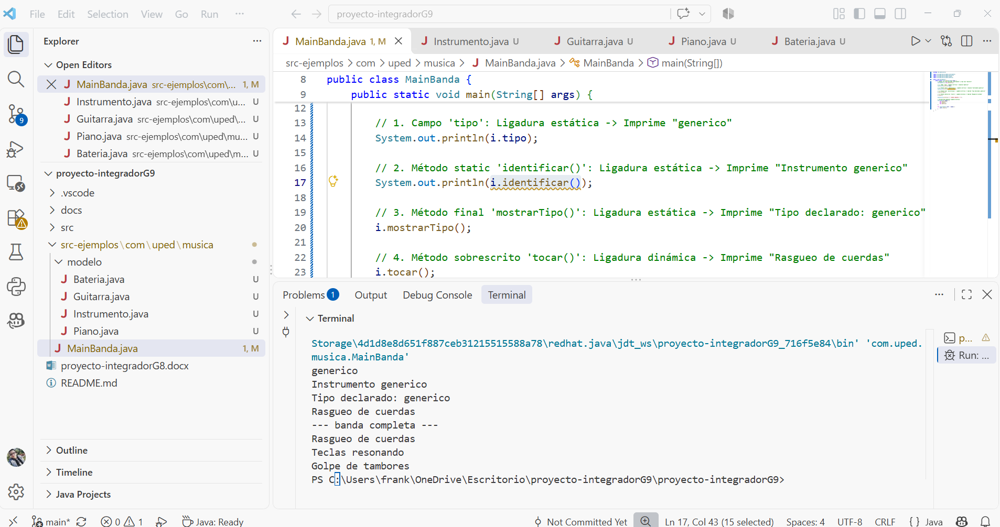 File Edit Selection View Go Run ···
proyecto-integradorG9
Explorer ···
Open Editors
MainBanda.java src-ejemplos\com\... 1, M
Instrumento.java src-ejemplos\com\u... U
Guitarra.java src-ejemplos\com\uped\... U
Piano.java src-ejemplos\com\uped\mu... U
Bateria.java src-ejemplos\com\uped\m... U
proyecto-integradorG9
.vscode
docs
src
src-ejemplos\com\uped\musica
modelo
Bateria.java U
Guitarra.java U
Instrumento.java U
Piano.java U
MainBanda.java 1, M
proyecto-integradorG8.docx
README.md
Outline
Timeline
Java Projects
9
MainBanda.java 1, M
Instrumento.java U
Guitarra.java U
Piano.java U
Bateria.java U
src-ejemplos > com > uped > musica > MainBanda.java > MainBanda > main(String[])
8 public class MainBanda {
9 public static void main(String[] args) {
12
13 // 1. Campo 'tipo': Ligadura estática -> Imprime "generico"
14 System.out.println(i.tipo);
15
16 // 2. Método static 'identificar()': Ligadura estática -> Imprime "Instrumento generico"
17 System.out.println(i.identificar());
18
19 // 3. Método final 'mostrarTipo()': Ligadura estática -> Imprime "Tipo declarado: generico"
20 i.mostrarTipo();
21
22 // 4. Método sobrescrito 'tocar()': Ligadura dinámica -> Imprime "Rasgueo de cuerdas"
23 i.tocar();
Problems 1 Output Debug Console Terminal
Terminal
Storage\4d1d8e8d651f887ceb31215515588a78\redhat.java\jdt_ws\proyecto-integradorG9_716f5e84\bin' 'com.uped.
musica.MainBanda'
generico
Instrumento generico
Tipo declarado: generico
Rasgueo de cuerdas
--- banda completa ---
Rasgueo de cuerdas
Teclas resonando
Golpe de tambores
PS C:\Users\frank\OneDrive\Escritorio\proyecto-integradorG9\proyecto-integradorG9>
p...
Run: ...
main* 0 1 Java: Ready
Not Committed Yet Ln 17, Col 43 (15 selected) Spaces: 4 UTF-8 CRLF { } Java